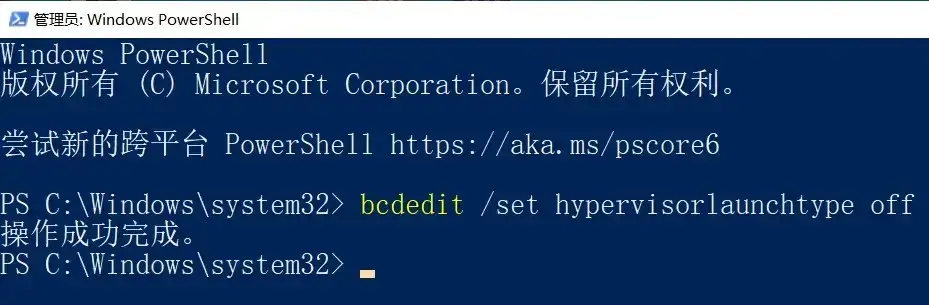 管理员: Windows PowerShell
Windows PowerShell
版权所有 (C) Microsoft Corporation。保留所有权利。
尝试新的跨平台 PowerShell https://aka.ms/pscore6
PS C:\Windows\system32> bcdedit /set hypervisorlaunchtype off
操作成功完成。
PS C:\Windows\system32>